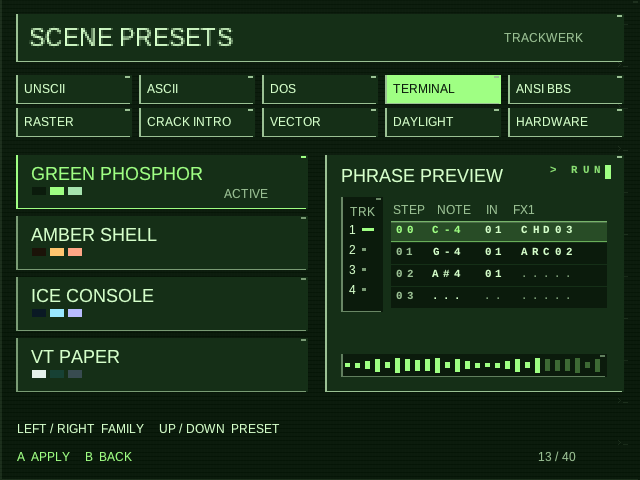 SCENE PRESETS
TRACKWERK
UNSCII ASCII DOS TERMINAL ANSI BBS
RASTER CRACK INTRO VECTOR DAYLIGHT HARDWARE
GREEN PHOSPHOR
ACTIVE
AMBER SHELL
ICE CONSOLE
VT PAPER
PHRASE PREVIEW
> RUN
TRK
1
2
3
4
STEP NOTE IN FX1
00 C-4 01 CHD03
01 G-4 01 ARC02
02 A#4 01 .....
03 ... .. .....
LEFT / RIGHT FAMILY UP / DOWN PRESET
A APPLY B BACK
13 / 40